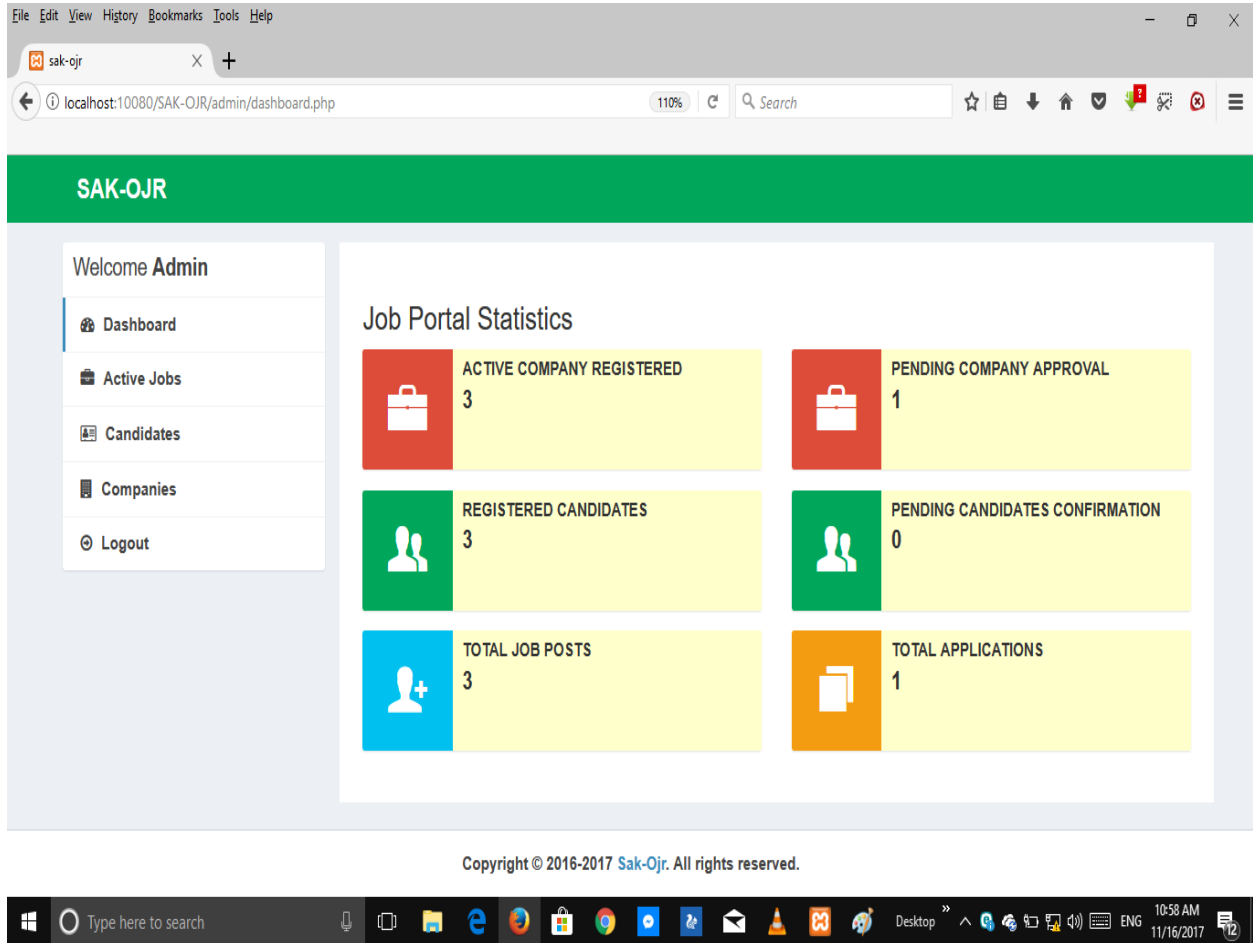 File Edit View History Bookmarks Tools Help
sak-ojr
localhost:10080/SAK-OJR/admin/dashboard.php 110% Search
SAK-OJR
Welcome Admin
Dashboard
Active Jobs
Candidates
Companies
Logout
Job Portal Statistics
ACTIVE COMPANY REGISTERED
3
PENDING COMPANY APPROVAL
1
REGISTERED CANDIDATES
3
PENDING CANDIDATES CONFIRMATION
0
TOTAL JOB POSTS
3
TOTAL APPLICATIONS
1
Copyright © 2016-2017 Sak-Ojr. All rights reserved.
Type here to search Desktop » ENG 10:58 AM
11/16/2017 12